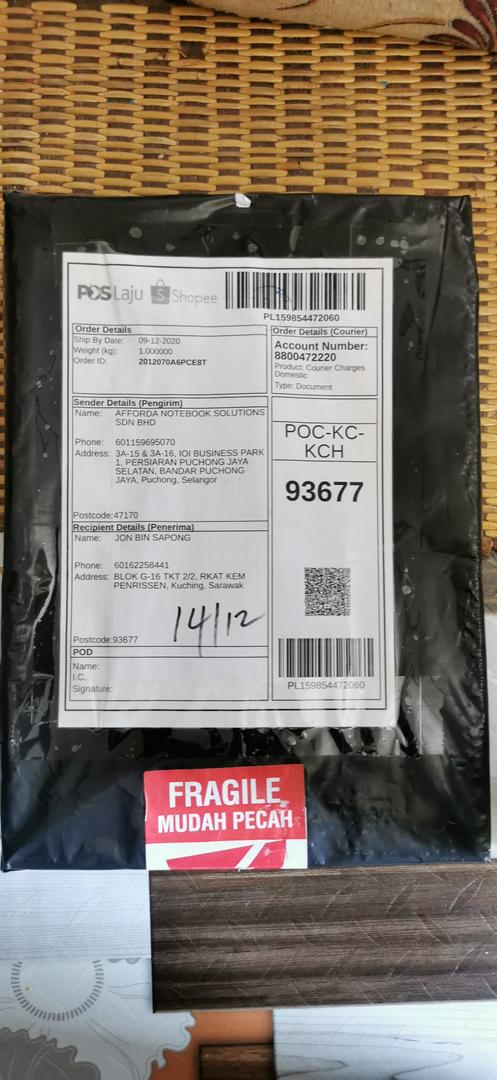 POS Laju S Shopee
PL159854472060
Order Details
Ship By Date: 09-12-2020
Weight (kg): 1.000000
Order ID: 2012070A6PCE8T
Order Details (Courier)
Account Number:
8800472220
Product: Courier Charges
Domestic
Type: Document
Sender Details (Pengirim)
Name: AFFORDA NOTEBOOK SOLUTIONS
SDN BHD
Phone: 601159695070
Address: 3A-15 & 3A-16, IOI BUSINESS PARK
1, PERSIARAN PUCHONG JAYA
SELATAN, BANDAR PUCHONG
JAYA, Puchong, Selangor
Postcode:47170
POC-KC-
KCH
93677
Recipient Details (Penerima)
Name: JON BIN SAPONG
Phone: 60162258441
Address: BLOK G-16 TKT 2/2, RKAT KEM
PENRISSEN, Kuching, Sarawak
14/12
Postcode:93677
POD
Name:
I.C.:
Signature:
PL159854472060
FRAGILE
MUDAH PECAH